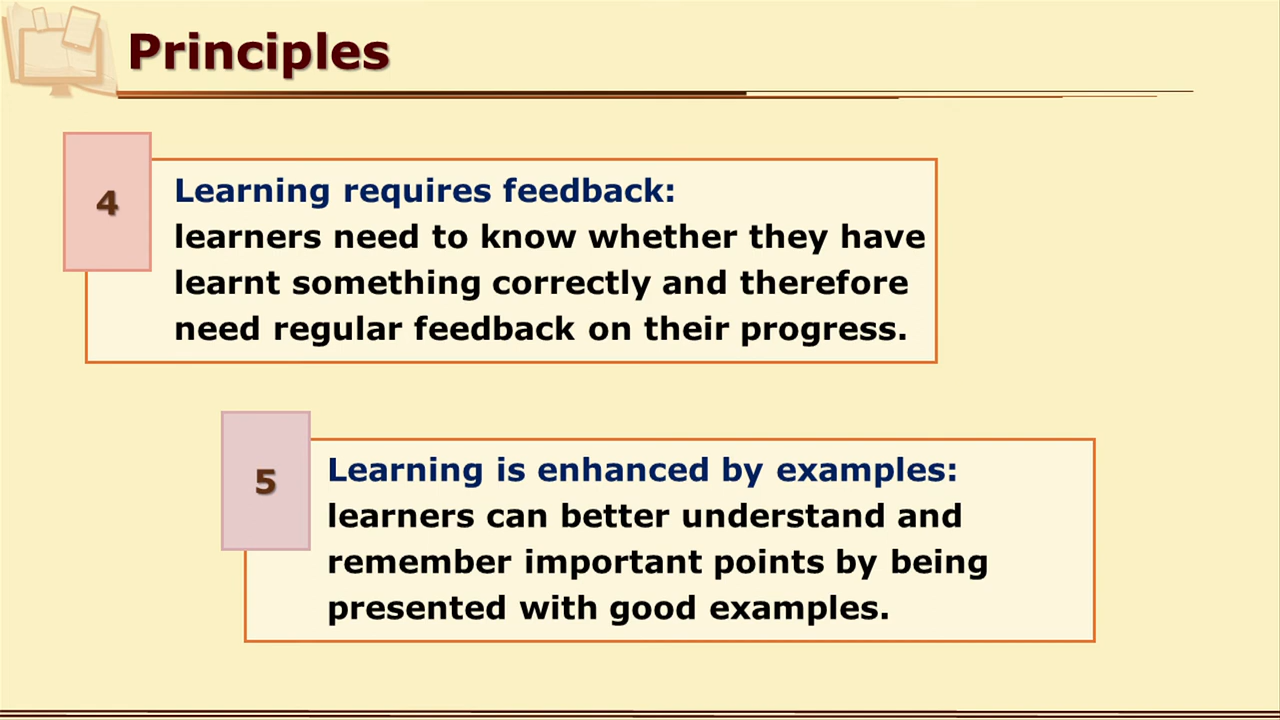 Principles
4
Learning requires feedback:
learners need to know whether they have
learnt something correctly and therefore
need regular feedback on their progress.
5
Learning is enhanced by examples:
learners can better understand and
remember important points by being
presented with good examples.